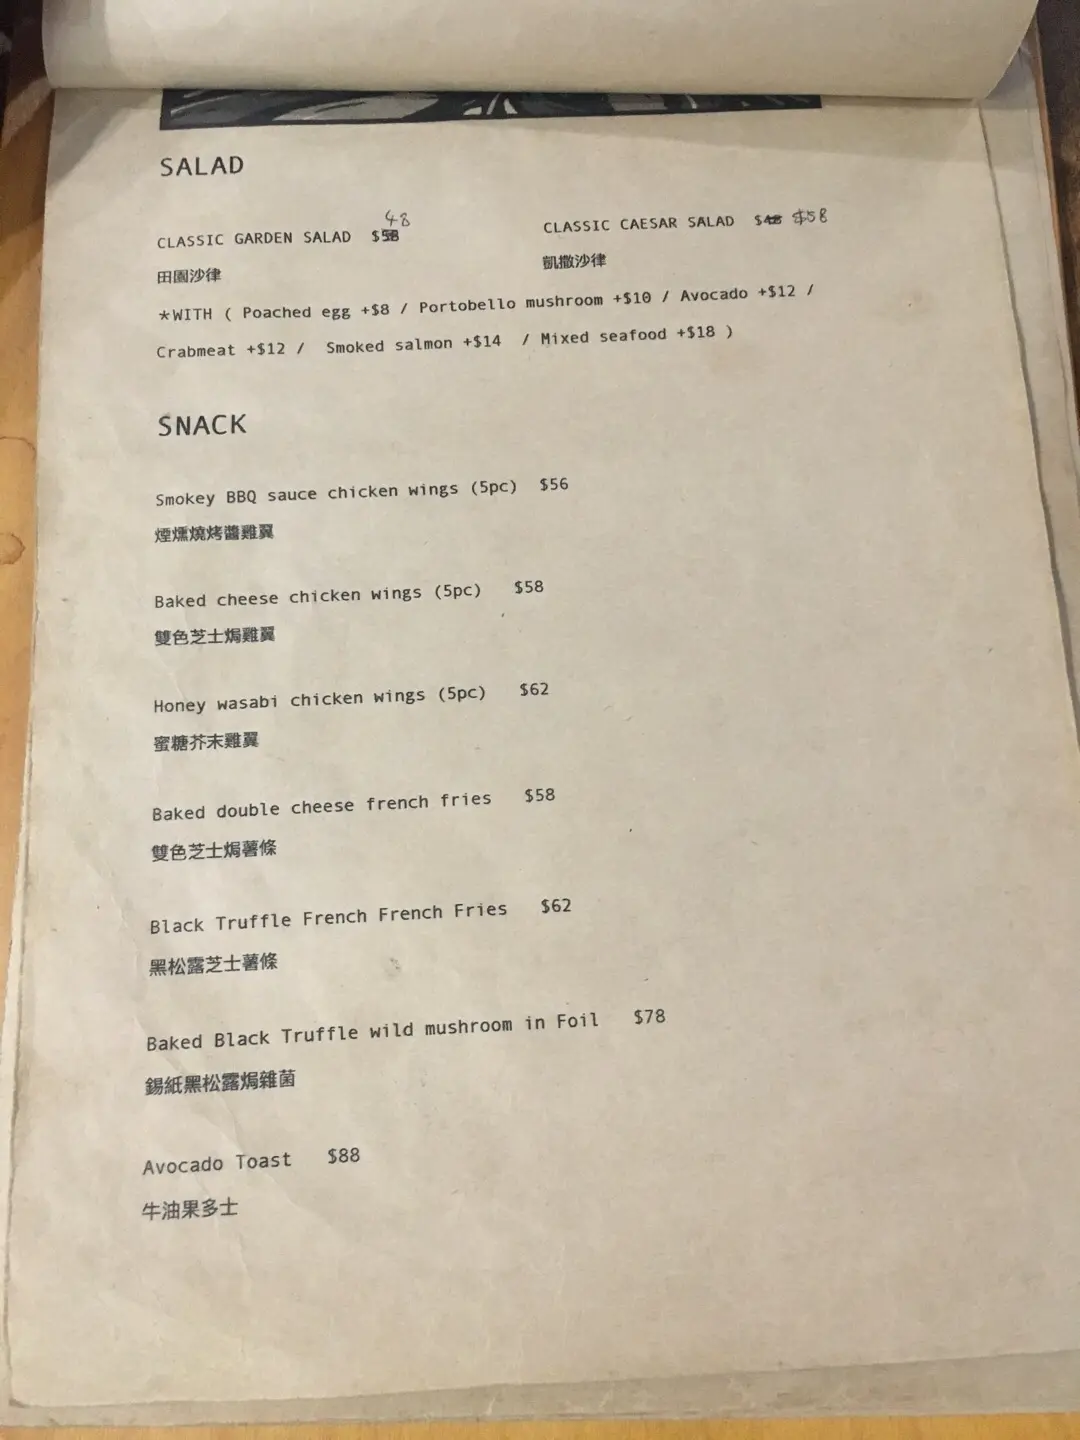 SALAD
CLASSIC GARDEN SALAD $58 48
CLASSIC CAESAR SALAD $48 $58
田園沙律
凱撒沙律
*WITH ( Poached egg +$8 / Portobello mushroom +$10 / Avocado +$12 /
Crabmeat +$12 / Smoked salmon +$14 / Mixed seafood +$18 )
SNACK
Smokey BBQ sauce chicken wings (5pc) $56
煙燻燒烤醬雞翼
Baked cheese chicken wings (5pc) $58
雙色芝士焗雞翼
Honey wasabi chicken wings (5pc) $62
蜜糖芥末雞翼
Baked double cheese french fries $58
雙色芝士焗薯條
Black Truffle French French Fries $62
黑松露芝士薯條
Baked Black Truffle wild mushroom in Foil $78
錫紙黑松露焗雜菌
Avocado Toast $88
牛油果多士